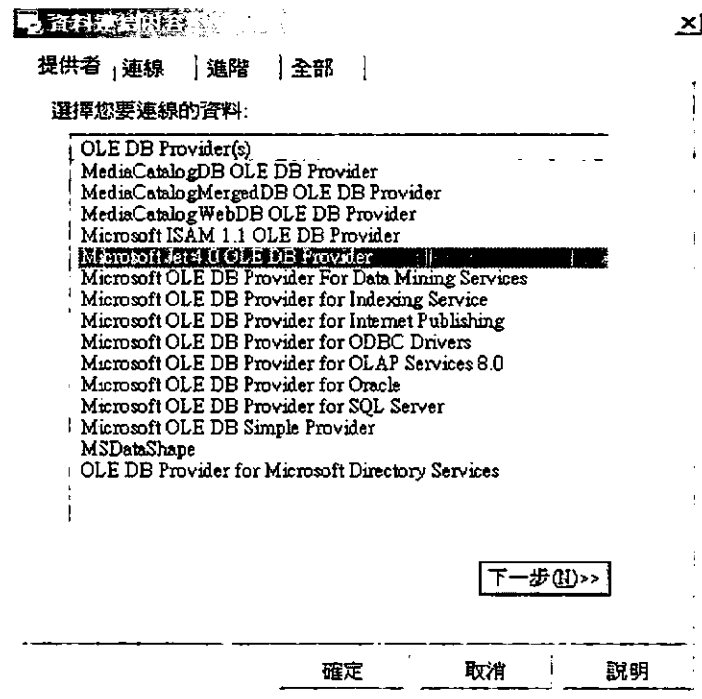 資料連結內容
提供者 連線 進階 全部
選擇您要連線的資料:
OLE DB Provider(s)
MediaCatalogDB OLE DB Provider
MediaCatalogMergedDB OLE DB Provider
MediaCatalogWebDB OLE DB Provider
Microsoft ISAM 1.1 OLE DB Provider
Microsoft Jet 4.0 OLE DB Provider
Microsoft OLE DB Provider For Data Mining Services
Microsoft OLE DB Provider for Indexing Service
Microsoft OLE DB Provider for Internet Publishing
Microsoft OLE DB Provider for ODBC Drivers
Microsoft OLE DB Provider for OLAP Services 8.0
Microsoft OLE DB Provider for Oracle
Microsoft OLE DB Provider for SQL Server
Microsoft OLE DB Simple Provider
MSDataShape
OLE DB Provider for Microsoft Directory Services
下一步(N)>>
確定 取消 說明